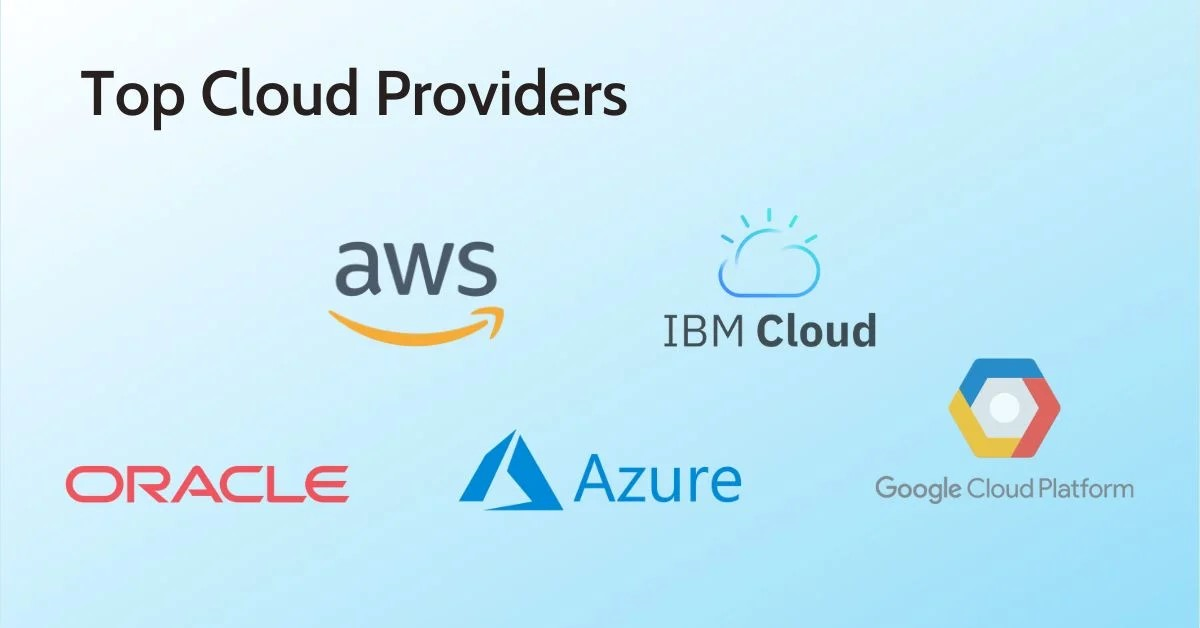 Top Cloud Providers
aws
IBM Cloud
ORACLE
Azure
Google Cloud Platform